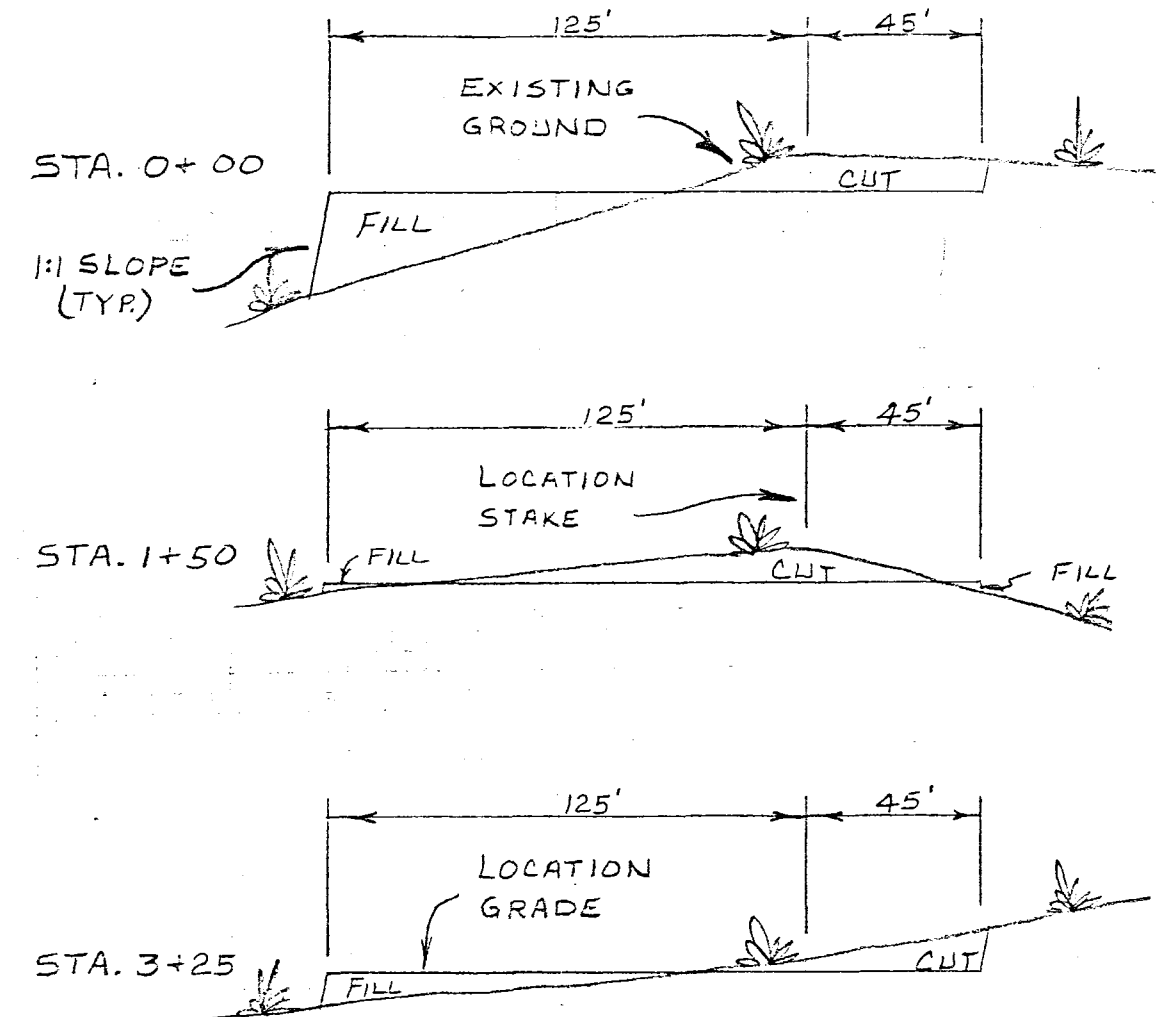 125'
45'
EXISTING
GROUND
STA. 0+00
CUT
FILL
1:1 SLOPE
(TYP.)
125'
45'
LOCATION
STAKE
STA. 1+50
FILL
CUT
FILL
125'
45'
LOCATION
GRADE
STA. 3+25
CUT
FILL